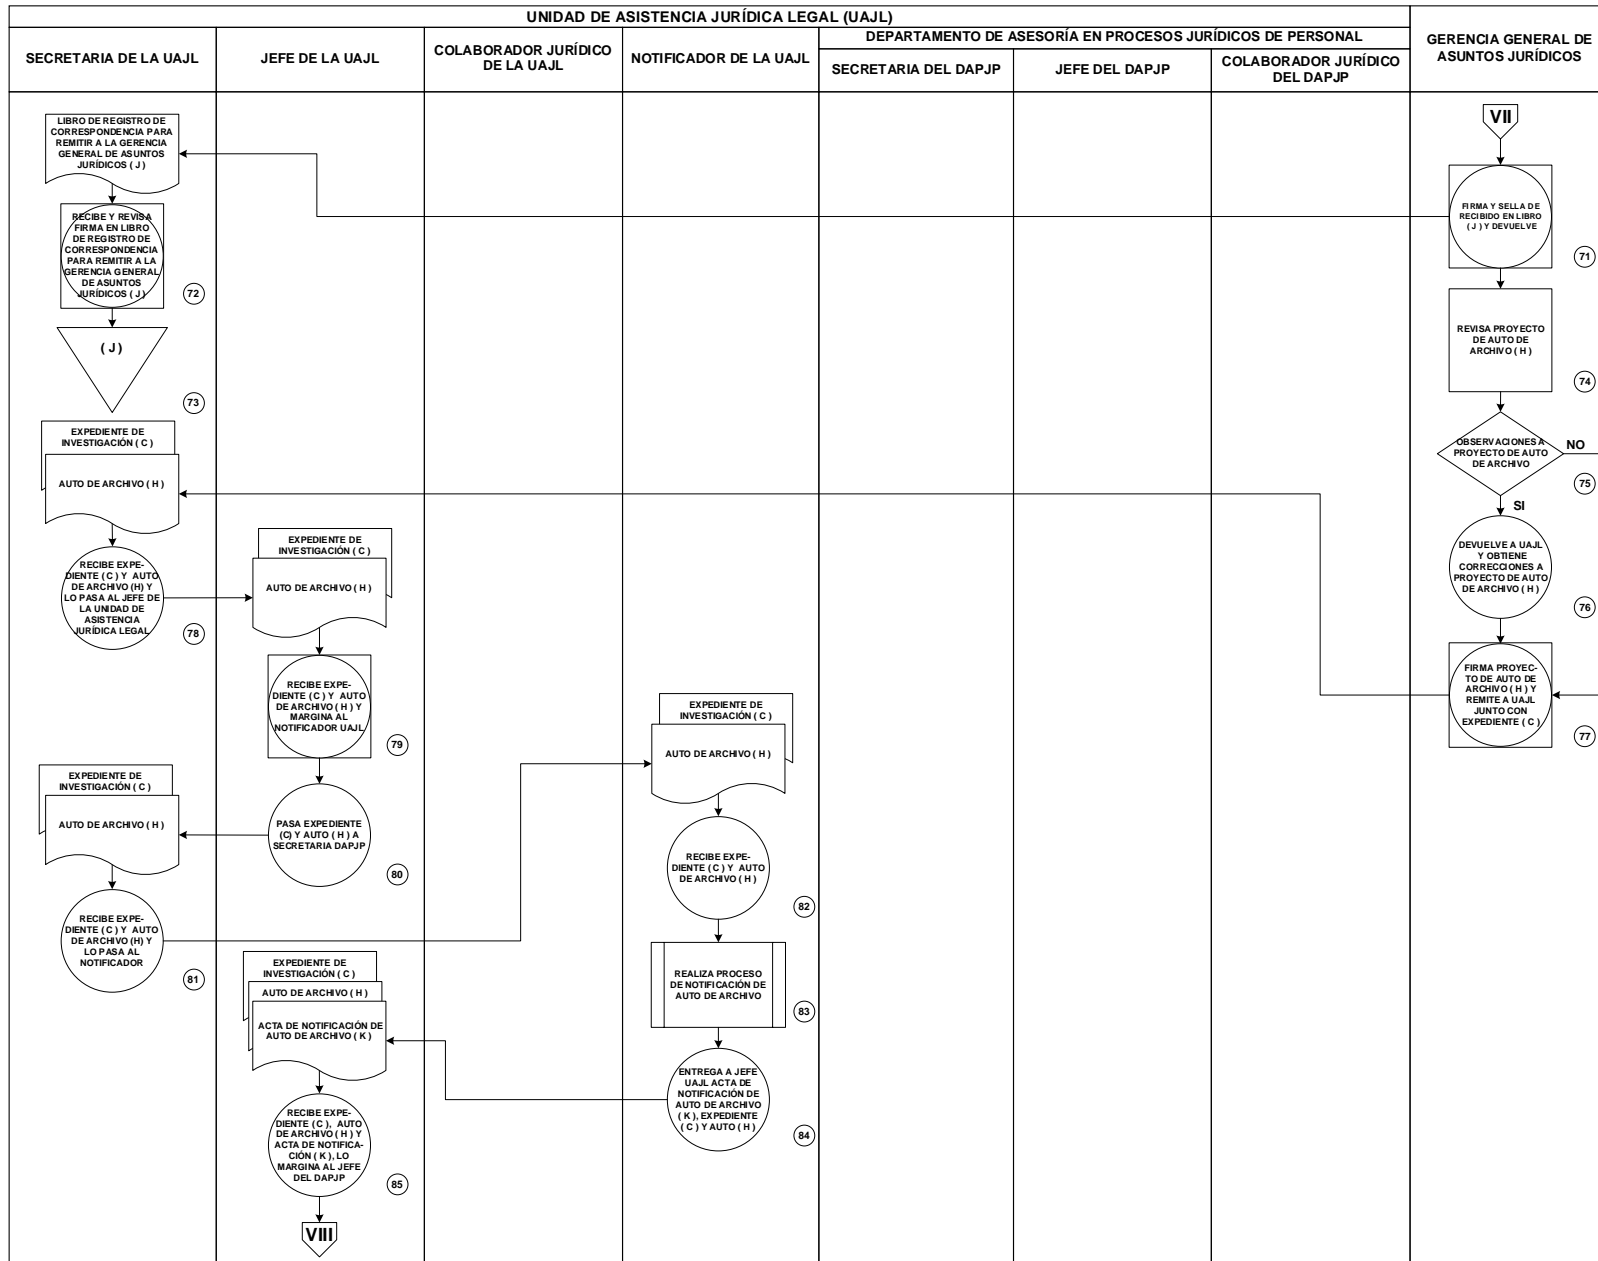 UNIDAD DE ASISTENCIA JURÍDICA LEGAL (UAJL)
SECRETARIA DE LA UAJL
JEFE DE LA UAJL
COLABORADOR JURÍDICO
DE LA UAJL
NOTIFICADOR DE LA UAJL
DEPARTAMENTO DE ASESORÍA EN PROCESOS JURÍDICOS DE PERSONAL
SECRETARIA DEL DAPJP
JEFE DEL DAPJP
COLABORADOR JURÍDICO
DEL DAPJP
GERENCIA GENERAL DE
ASUNTOS JURÍDICOS
VII
FIRMA Y SELLA DE
RECIBIDO EN LIBRO
( J ) Y DEVUELVE
71
LIBRO DE REGISTRO DE
CORRESPONDENCIA PARA
REMITIR A LA GERENCIA
GENERAL DE ASUNTOS
JURÍDICOS ( J )
RECIBE Y REVISA
FIRMA EN LIBRO
DE REGISTRO DE
CORRESPONDENCIA
PARA REMITIR A LA
GERENCIA GENERAL
DE ASUNTOS
JURÍDICOS ( J )
72
( J )
73
REVISA PROYECTO
DE AUTO DE
ARCHIVO ( H )
74
OBSERVACIONES A
PROYECTO DE AUTO
DE ARCHIVO
NO
75
SI
DEVUELVE A UAJL
Y OBTIENE
CORRECCIONES A
PROYECTO DE AUTO
DE ARCHIVO ( H )
76
FIRMA PROYEC-
TO DE AUTO DE
ARCHIVO ( H ) Y
REMITE A UAJL
JUNTO CON
EXPEDIENTE ( C )
77
EXPEDIENTE DE
INVESTIGACIÓN ( C )
AUTO DE ARCHIVO ( H )
RECIBE EXPE-
DIENTE ( C ) Y AUTO
DE ARCHIVO (H) Y
LO PASA AL JEFE DE
LA UNIDAD DE
ASISTENCIA
JURÍDICA LEGAL
78
EXPEDIENTE DE
INVESTIGACIÓN ( C )
AUTO DE ARCHIVO ( H )
RECIBE EXPE-
DIENTE ( C ) Y AUTO
DE ARCHIVO ( H ) Y
MARGINA AL
NOTIFICADOR UAJL
79
PASA EXPEDIENTE
(C) Y AUTO ( H ) A
SECRETARIA DAPJP
80
EXPEDIENTE DE
INVESTIGACIÓN ( C )
AUTO DE ARCHIVO ( H )
RECIBE EXPE-
DIENTE ( C ) Y AUTO
DE ARCHIVO (H) Y
LO PASA AL
NOTIFICADOR
81
EXPEDIENTE DE
INVESTIGACIÓN ( C )
AUTO DE ARCHIVO ( H )
RECIBE EXPE-
DIENTE ( C ) Y AUTO
DE ARCHIVO ( H )
82
REALIZA PROCESO
DE NOTIFICACIÓN DE
AUTO DE ARCHIVO
83
ENTREGA A JEFE
UAJL ACTA DE
NOTIFICACIÓN DE
AUTO DE ARCHIVO
( K ), EXPEDIENTE
( C ) Y AUTO ( H )
84
EXPEDIENTE DE
INVESTIGACIÓN ( C )
AUTO DE ARCHIVO ( H )
ACTA DE NOTIFICACIÓN DE
AUTO DE ARCHIVO ( K )
RECIBE EXPE-
DIENTE ( C ), AUTO
DE ARCHIVO ( H ) Y
ACTA DE NOTIFICA-
CIÓN ( K ), LO
MARGINA AL JEFE
DEL DAPJP
85
VIII